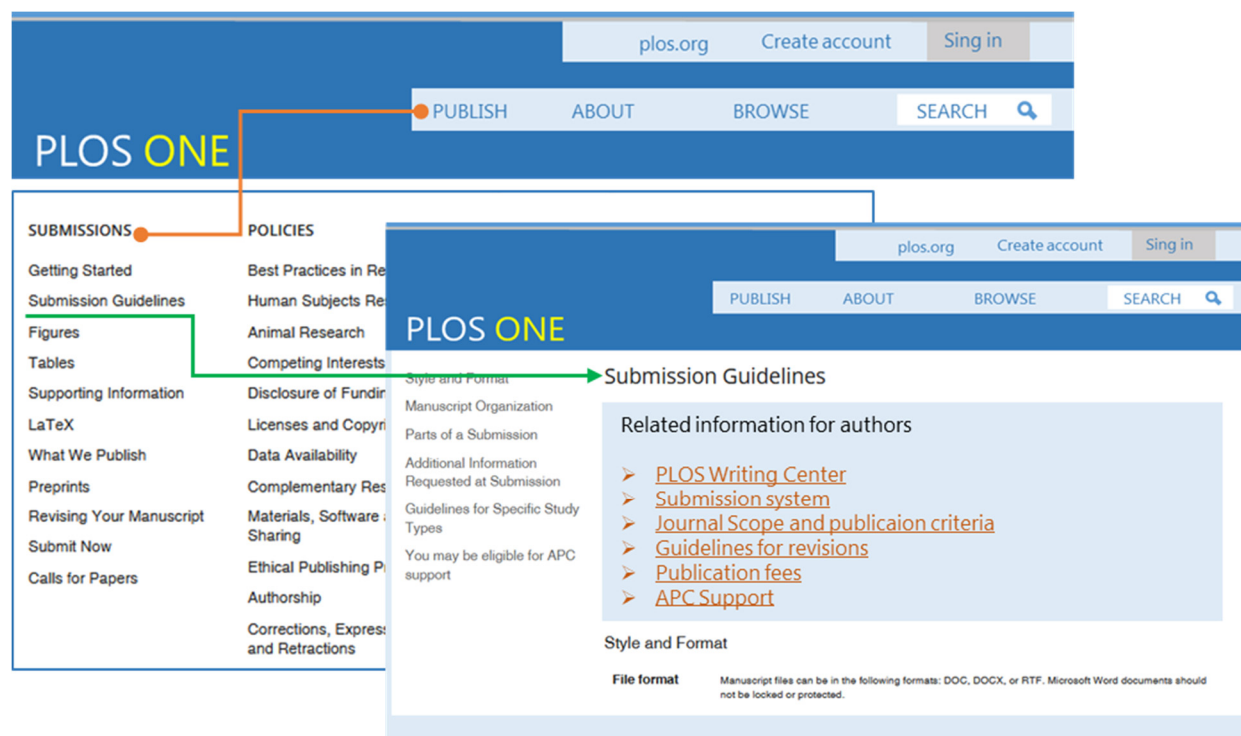 plos.org Create account Sing in
PUBLISH ABOUT BROWSE SEARCH
PLOS ONE
SUBMISSIONS
Getting Started
Submission Guidelines
Figures
Tables
Supporting Information
LaTeX
What We Publish
Preprints
Revising Your Manuscript
Submit Now
Calls for Papers
POLICIES
Best Practices in Re
Human Subjects Re
Animal Research
Competing Interests
Disclosure of Fundin
Licenses and Copyri
Data Availability
Complementary Res
Materials, Software
Sharing
Ethical Publishing P
Authorship
Corrections, Express
and Retractions
plos.org Create account Sing in
PUBLISH ABOUT BROWSE SEARCH
PLOS ONE
Style and Format
Manuscript Organization
Parts of a Submission
Additional Information
Requested at Submission
Guidelines for Specific Study
Types
You may be eligible for APC
support
Submission Guidelines
Related information for authors
PLOS Writing Center
Submission system
Journal Scope and publicaion criteria
Guidelines for revisions
Publication fees
APC Support
Style and Format
File format Manuscript files can be in the following formats: DOC, DOCX, or RTF. Microsoft Word documents should
not be locked or protected.